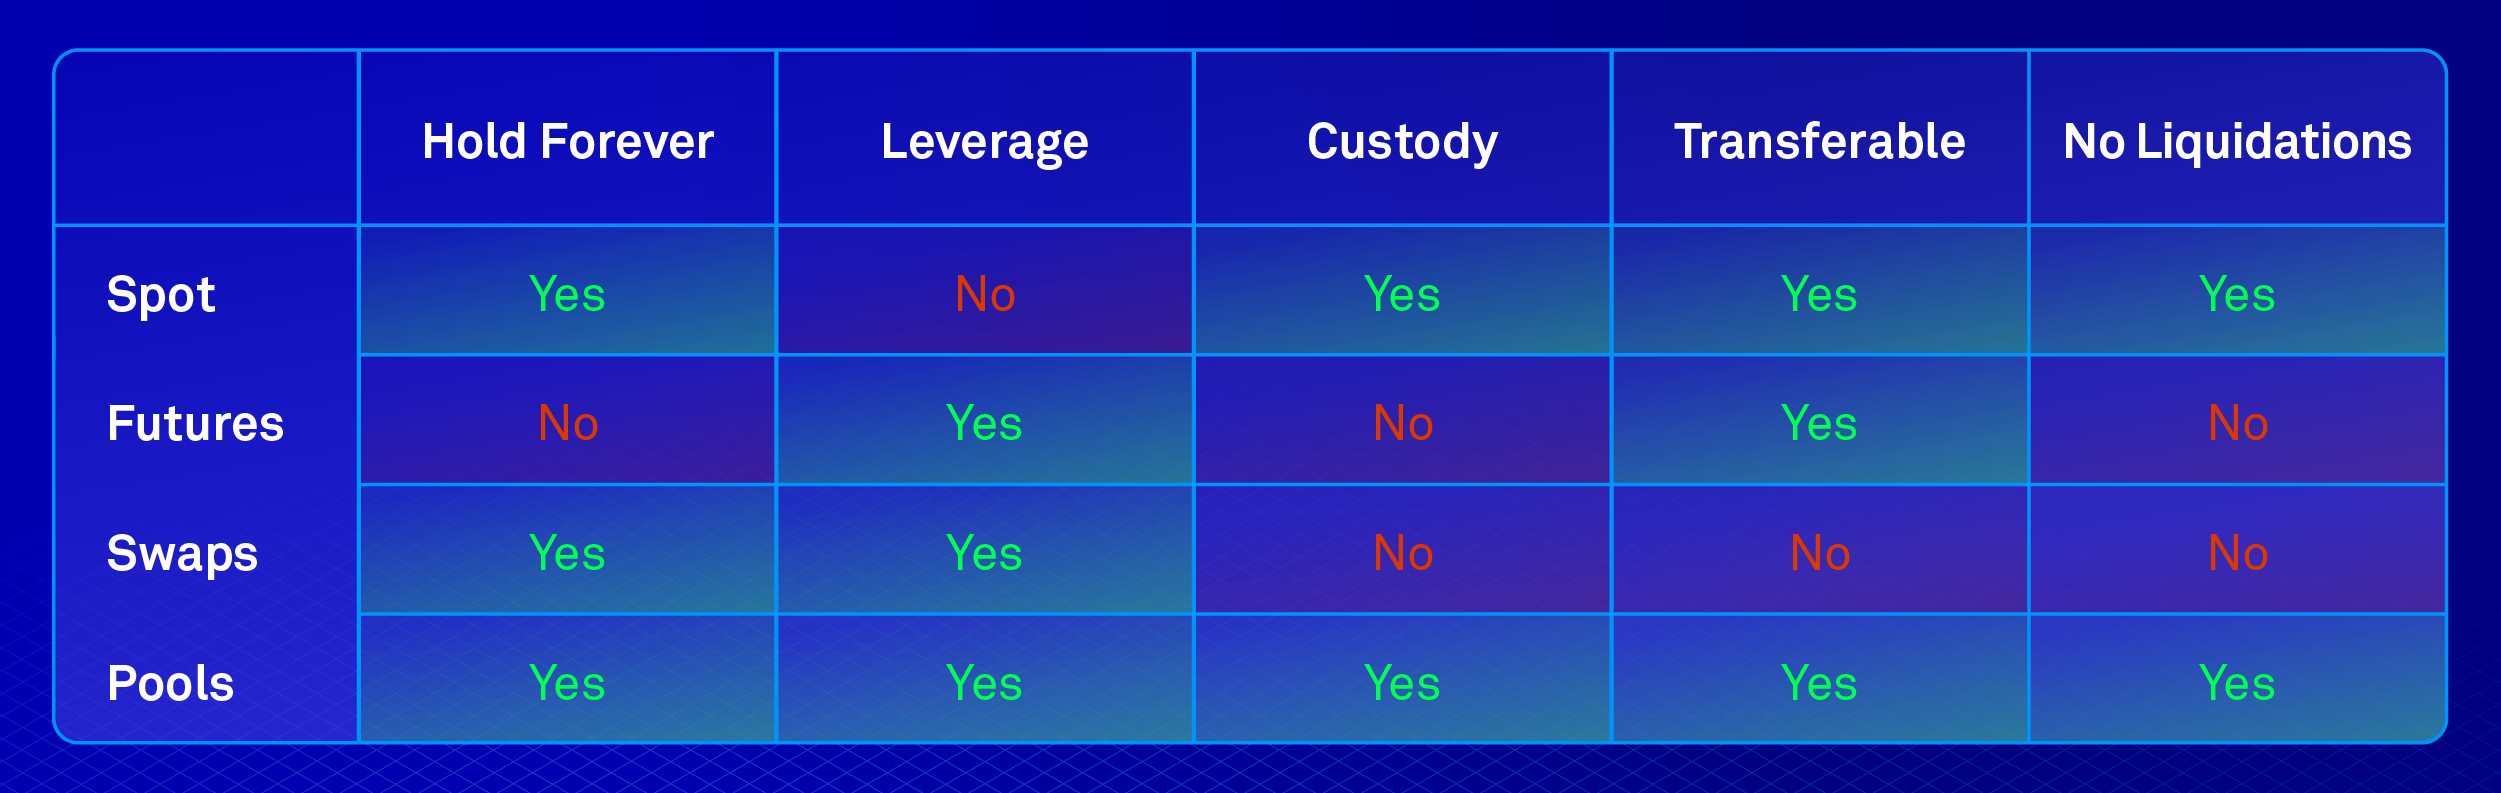 Hold Forever Leverage Custody Transferable No Liquidations
Spot Yes No Yes Yes Yes
Futures No Yes No Yes No
Swaps Yes Yes No No No
Pools Yes Yes Yes Yes Yes